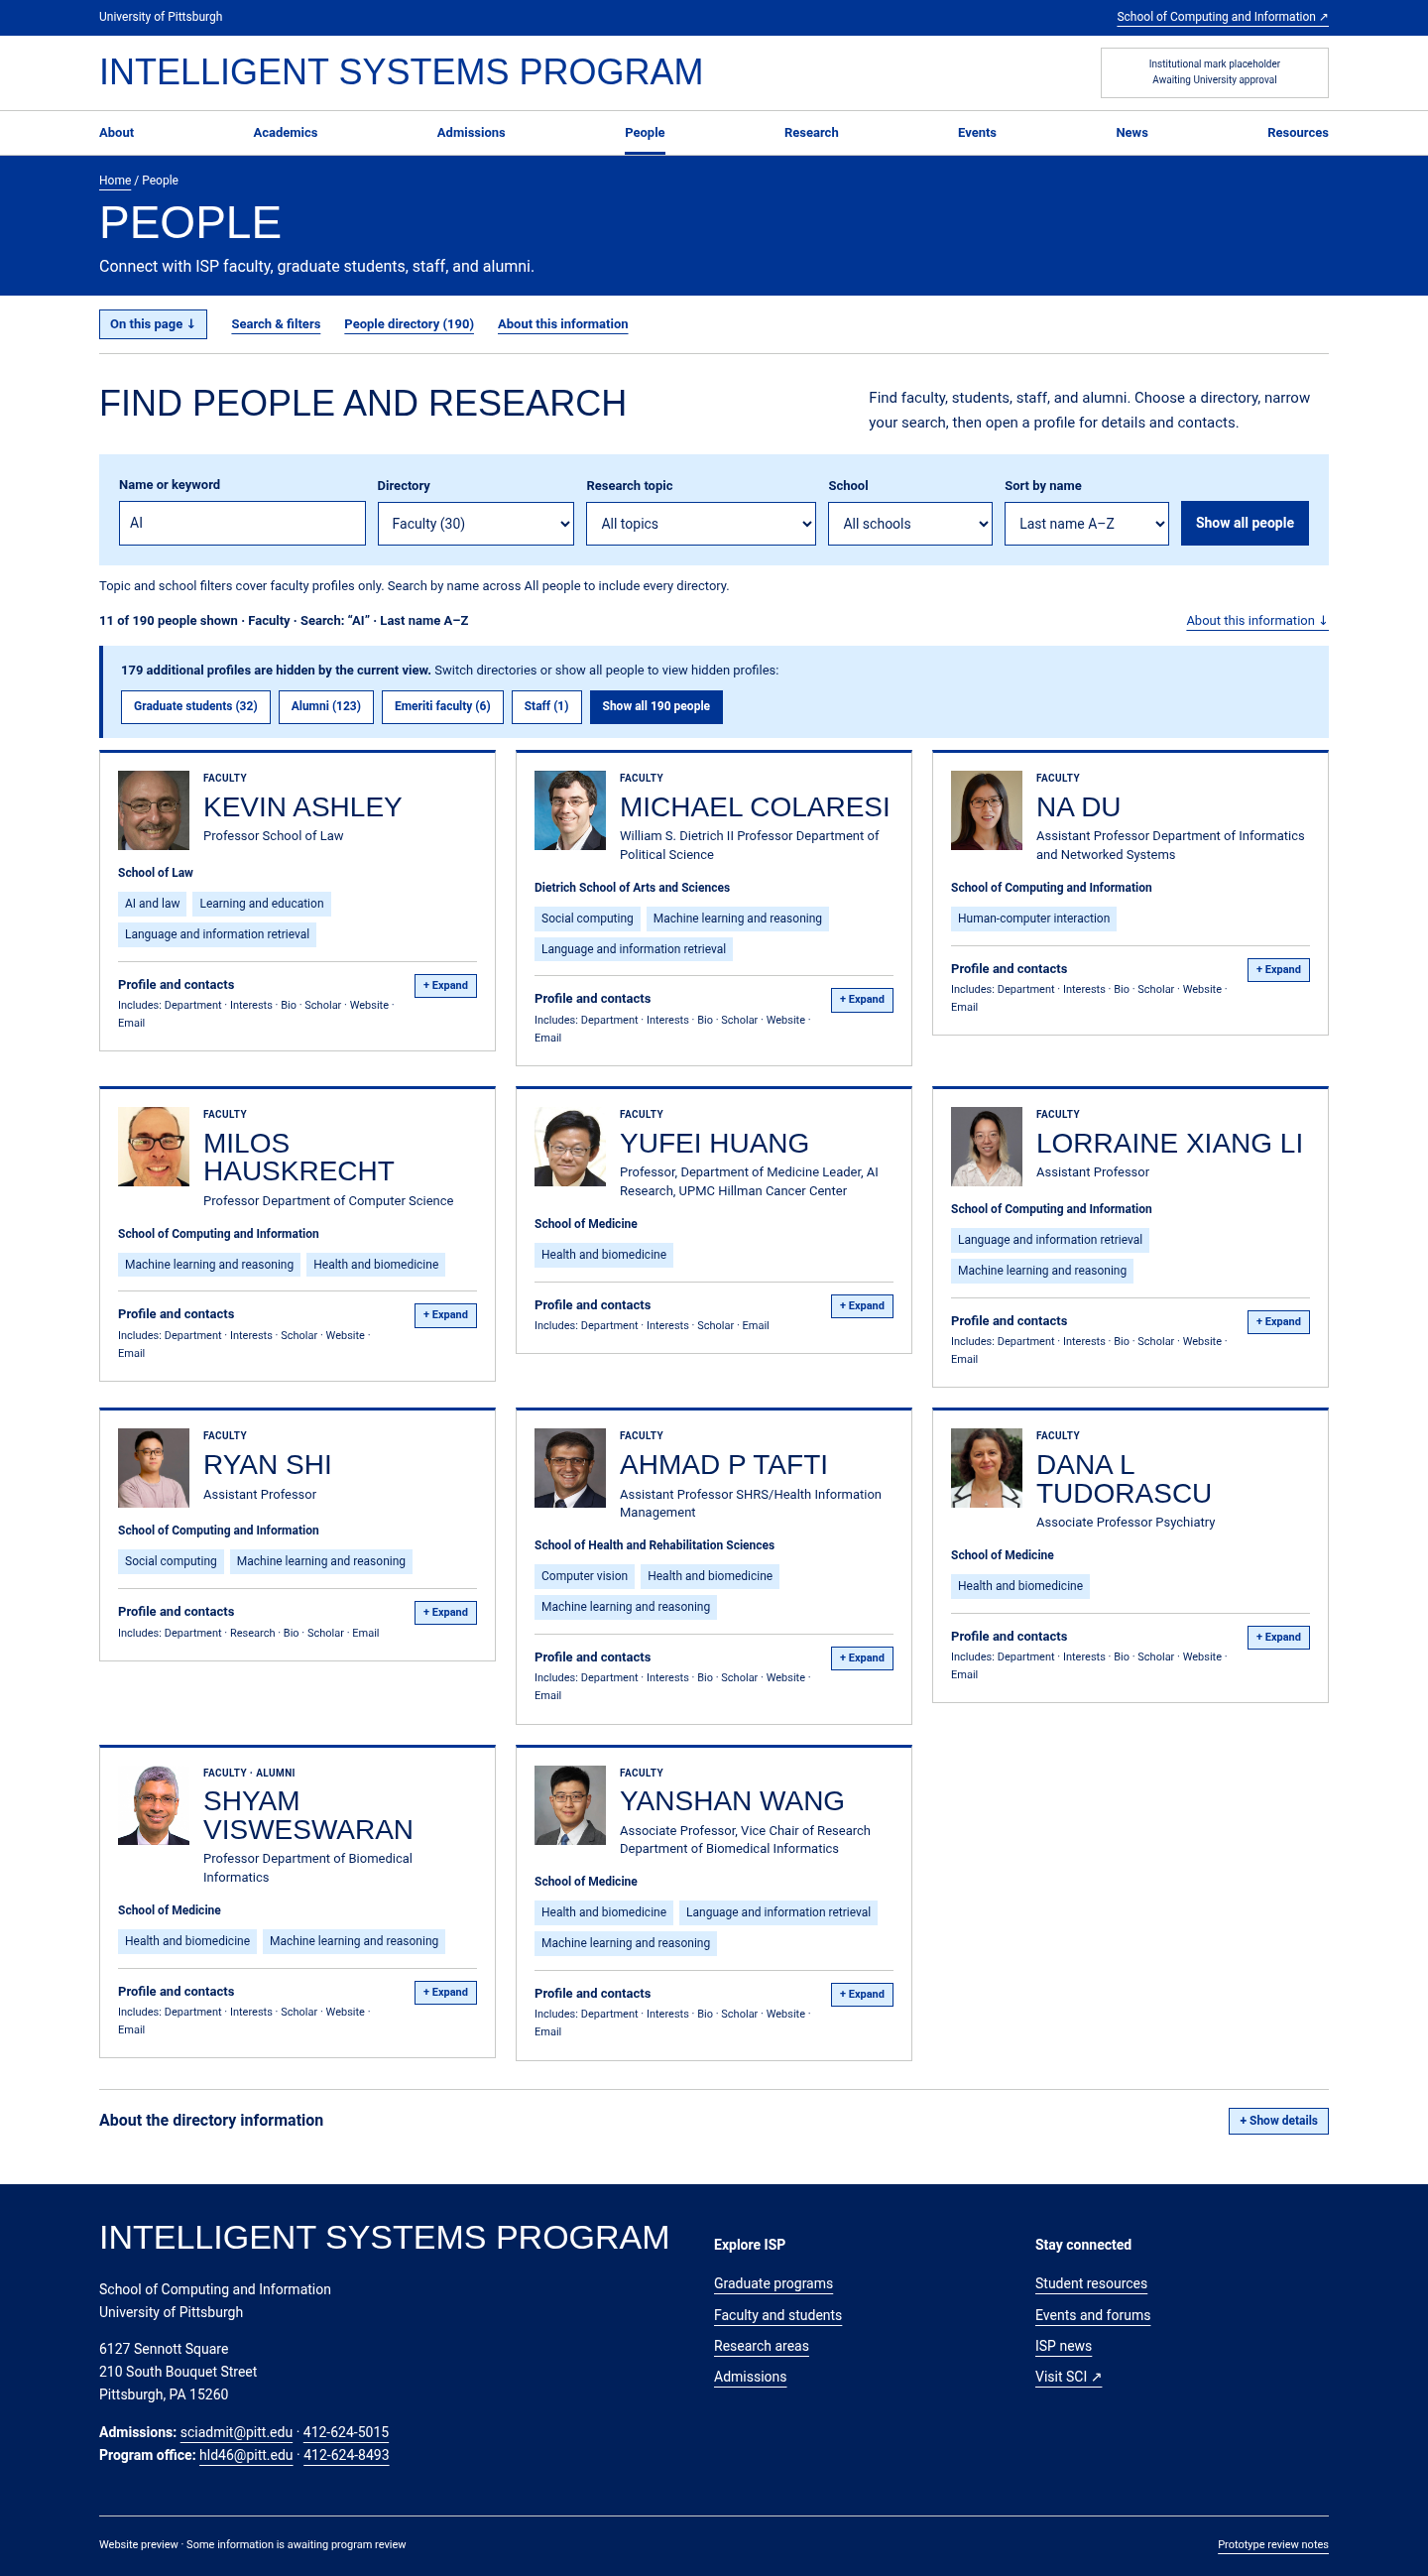 University of Pittsburgh
School of Computing and Information ↗
INTELLIGENT SYSTEMS PROGRAM
Institutional mark placeholder
Awaiting University approval
About
Academics
Admissions
People
Research
Events
News
Resources
Home / People
PEOPLE
Connect with ISP faculty, graduate students, staff, and alumni.
On this page ↓
Search & filters
People directory (190)
About this information
FIND PEOPLE AND RESEARCH
Find faculty, students, staff, and alumni. Choose a directory, narrow
your search, then open a profile for details and contacts.
Name or keyword
Directory
Research topic
School
Sort by name
AI
Faculty (30)
All topics
All schools
Last name A–Z
Show all people
Topic and school filters cover faculty profiles only. Search by name across All people to include every directory.
11 of 190 people shown · Faculty · Search: “AI” · Last name A–Z
About this information ↓
179 additional profiles are hidden by the current view. Switch directories or show all people to view hidden profiles:
Graduate students (32)
Alumni (123)
Emeriti faculty (6)
Staff (1)
Show all 190 people
FACULTY
KEVIN ASHLEY
Professor School of Law
School of Law
AI and law
Learning and education
Language and information retrieval
Profile and contacts
+ Expand
Includes: Department · Interests · Bio · Scholar · Website ·
Email
FACULTY
MICHAEL COLARESI
William S. Dietrich II Professor Department of
Political Science
Dietrich School of Arts and Sciences
Social computing
Machine learning and reasoning
Language and information retrieval
Profile and contacts
+ Expand
Includes: Department · Interests · Bio · Scholar · Website ·
Email
FACULTY
NA DU
Assistant Professor Department of Informatics
and Networked Systems
School of Computing and Information
Human-computer interaction
Profile and contacts
+ Expand
Includes: Department · Interests · Bio · Scholar · Website ·
Email
FACULTY
MILOS
HAUSKRECHT
Professor Department of Computer Science
School of Computing and Information
Machine learning and reasoning
Health and biomedicine
Profile and contacts
+ Expand
Includes: Department · Interests · Scholar · Website ·
Email
FACULTY
YUFEI HUANG
Professor, Department of Medicine Leader, AI
Research, UPMC Hillman Cancer Center
School of Medicine
Health and biomedicine
Profile and contacts
+ Expand
Includes: Department · Interests · Scholar · Email
FACULTY
LORRAINE XIANG LI
Assistant Professor
School of Computing and Information
Language and information retrieval
Machine learning and reasoning
Profile and contacts
+ Expand
Includes: Department · Interests · Bio · Scholar · Website ·
Email
FACULTY
RYAN SHI
Assistant Professor
School of Computing and Information
Social computing
Machine learning and reasoning
Profile and contacts
+ Expand
Includes: Department · Research · Bio · Scholar · Email
FACULTY
AHMAD P TAFTI
Assistant Professor SHRS/Health Information
Management
School of Health and Rehabilitation Sciences
Computer vision
Health and biomedicine
Machine learning and reasoning
Profile and contacts
+ Expand
Includes: Department · Interests · Bio · Scholar · Website ·
Email
FACULTY
DANA L
TUDORASCU
Associate Professor Psychiatry
School of Medicine
Health and biomedicine
Profile and contacts
+ Expand
Includes: Department · Interests · Bio · Scholar · Website ·
Email
FACULTY · ALUMNI
SHYAM
VISWESWARAN
Professor Department of Biomedical
Informatics
School of Medicine
Health and biomedicine
Machine learning and reasoning
Profile and contacts
+ Expand
Includes: Department · Interests · Scholar · Website ·
Email
FACULTY
YANSHAN WANG
Associate Professor, Vice Chair of Research
Department of Biomedical Informatics
School of Medicine
Health and biomedicine
Language and information retrieval
Machine learning and reasoning
Profile and contacts
+ Expand
Includes: Department · Interests · Bio · Scholar · Website ·
Email
About the directory information
+ Show details
INTELLIGENT SYSTEMS PROGRAM
School of Computing and Information
University of Pittsburgh
6127 Sennott Square
210 South Bouquet Street
Pittsburgh, PA 15260
Admissions: sciadmit@pitt.edu · 412-624-5015
Program office: hld46@pitt.edu · 412-624-8493
Explore ISP
Graduate programs
Faculty and students
Research areas
Admissions
Stay connected
Student resources
Events and forums
ISP news
Visit SCI ↗
Website preview · Some information is awaiting program review
Prototype review notes